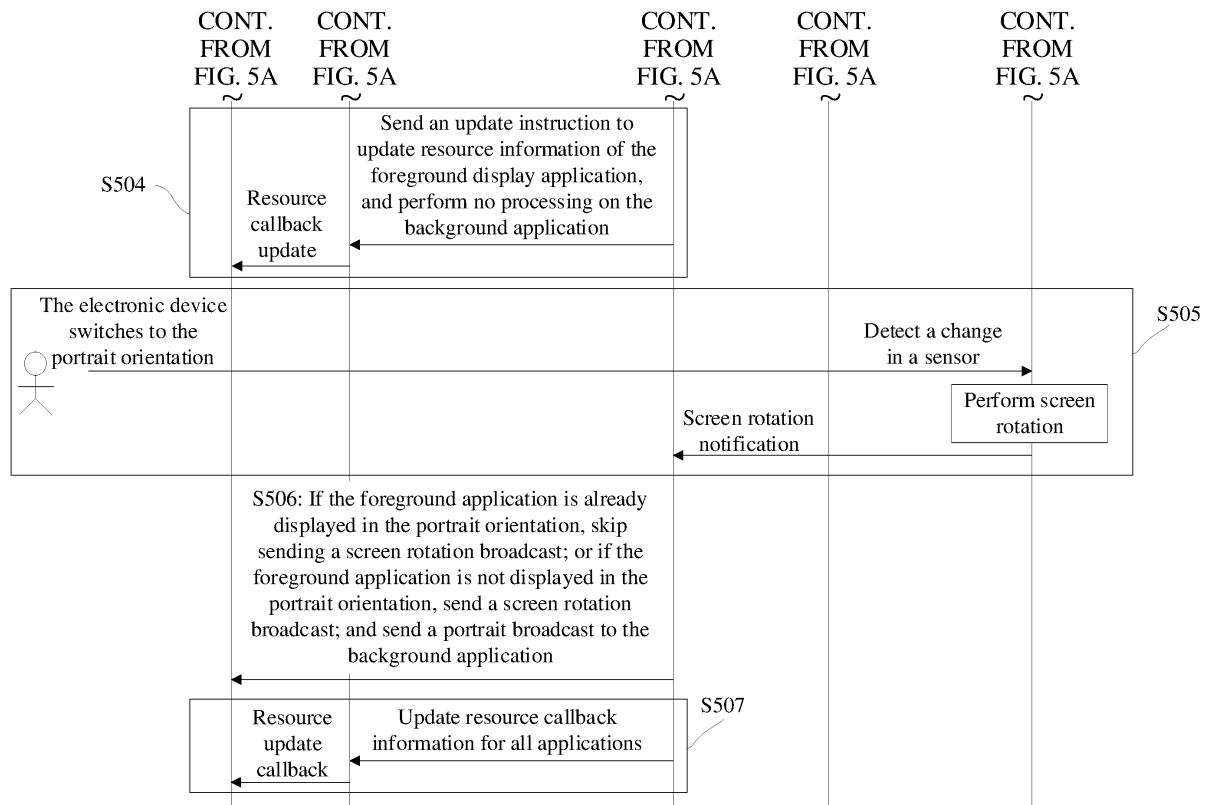 CONT.
FROM
FIG. 5A
CONT.
FROM
FIG. 5A
CONT.
FROM
FIG. 5A
CONT.
FROM
FIG. 5A
CONT.
FROM
FIG. 5A
S504
Resource
callback
update
Send an update instruction to
update resource information of the
foreground display application,
and perform no processing on the
background application
The electronic device
switches to the
portrait orientation
Detect a change
in a sensor
S505
Perform screen
rotation
Screen rotation
notification
S506: If the foreground application is already
displayed in the portrait orientation, skip
sending a screen rotation broadcast; or if the
foreground application is not displayed in the
portrait orientation, send a screen rotation
broadcast; and send a portrait broadcast to the
background application
S507
Resource
update
callback
Update resource callback
information for all applications